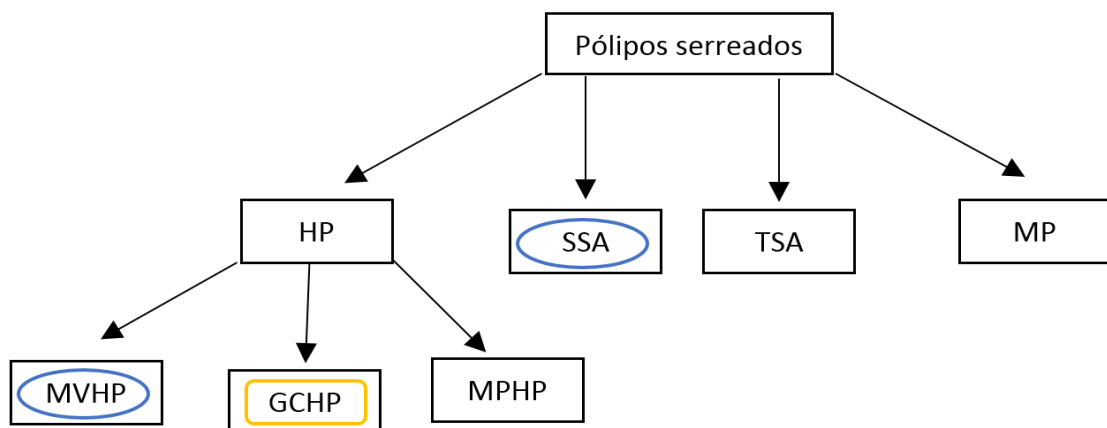 Pólipos serreados
HP
SSA
TSA
MP
MVHP
GCHP
MPHP